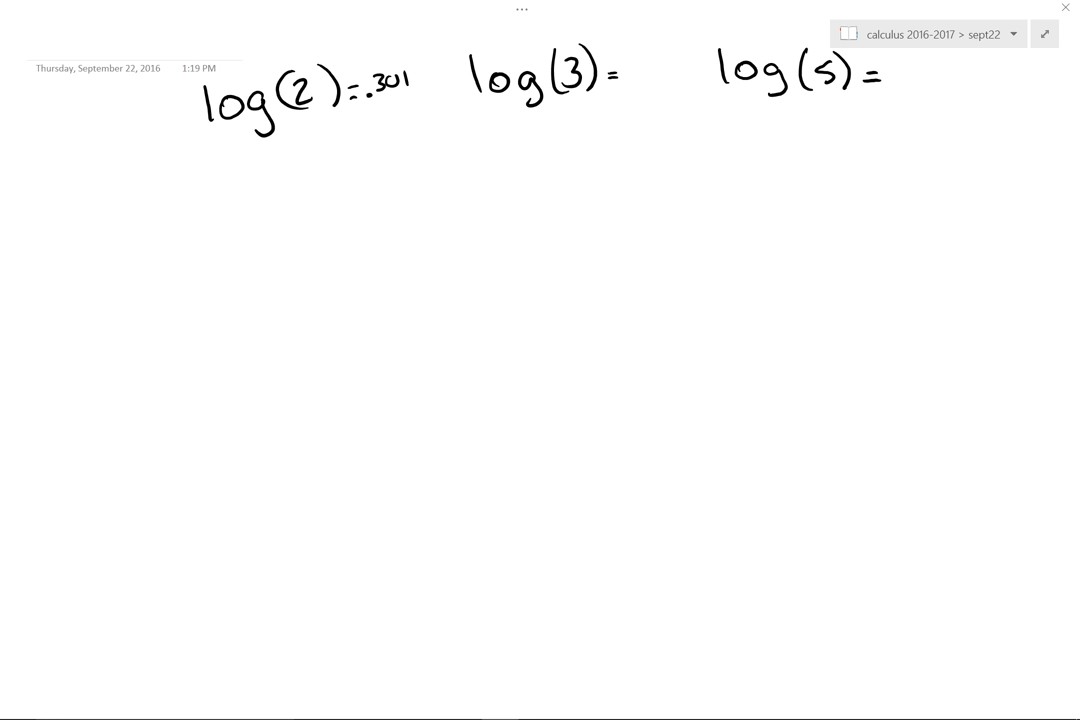 ...
calculus 2016-2017 > sept22
Thursday, September 22, 2016 1:19 PM
log(2)=.301 log(3)= log(5)=